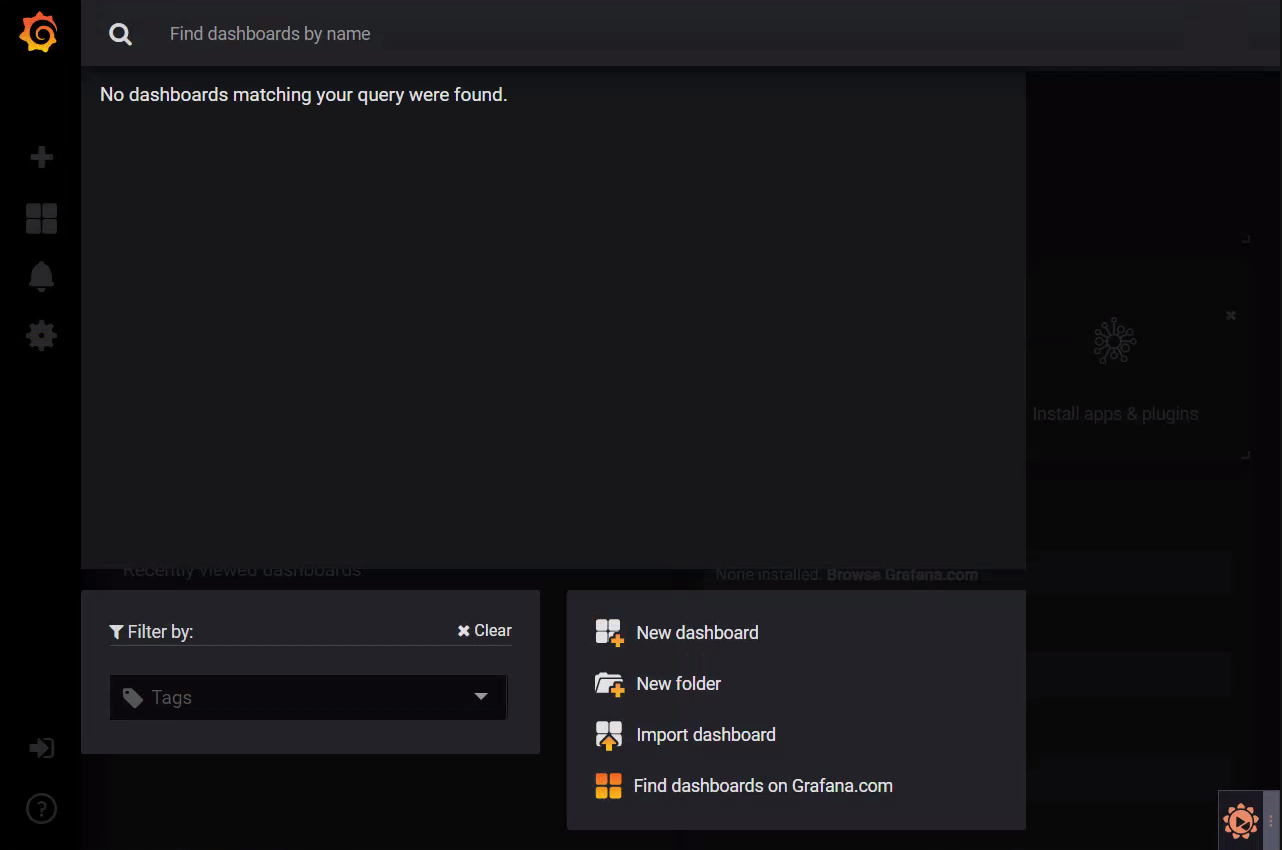 Find dashboards by name
No dashboards matching your query were found.
Install apps & plugins
Recently viewed dashboards
None installed. Browse Grafana.com
Filter by:
Clear
Tags
New dashboard
New folder
Import dashboard
Find dashboards on Grafana.com